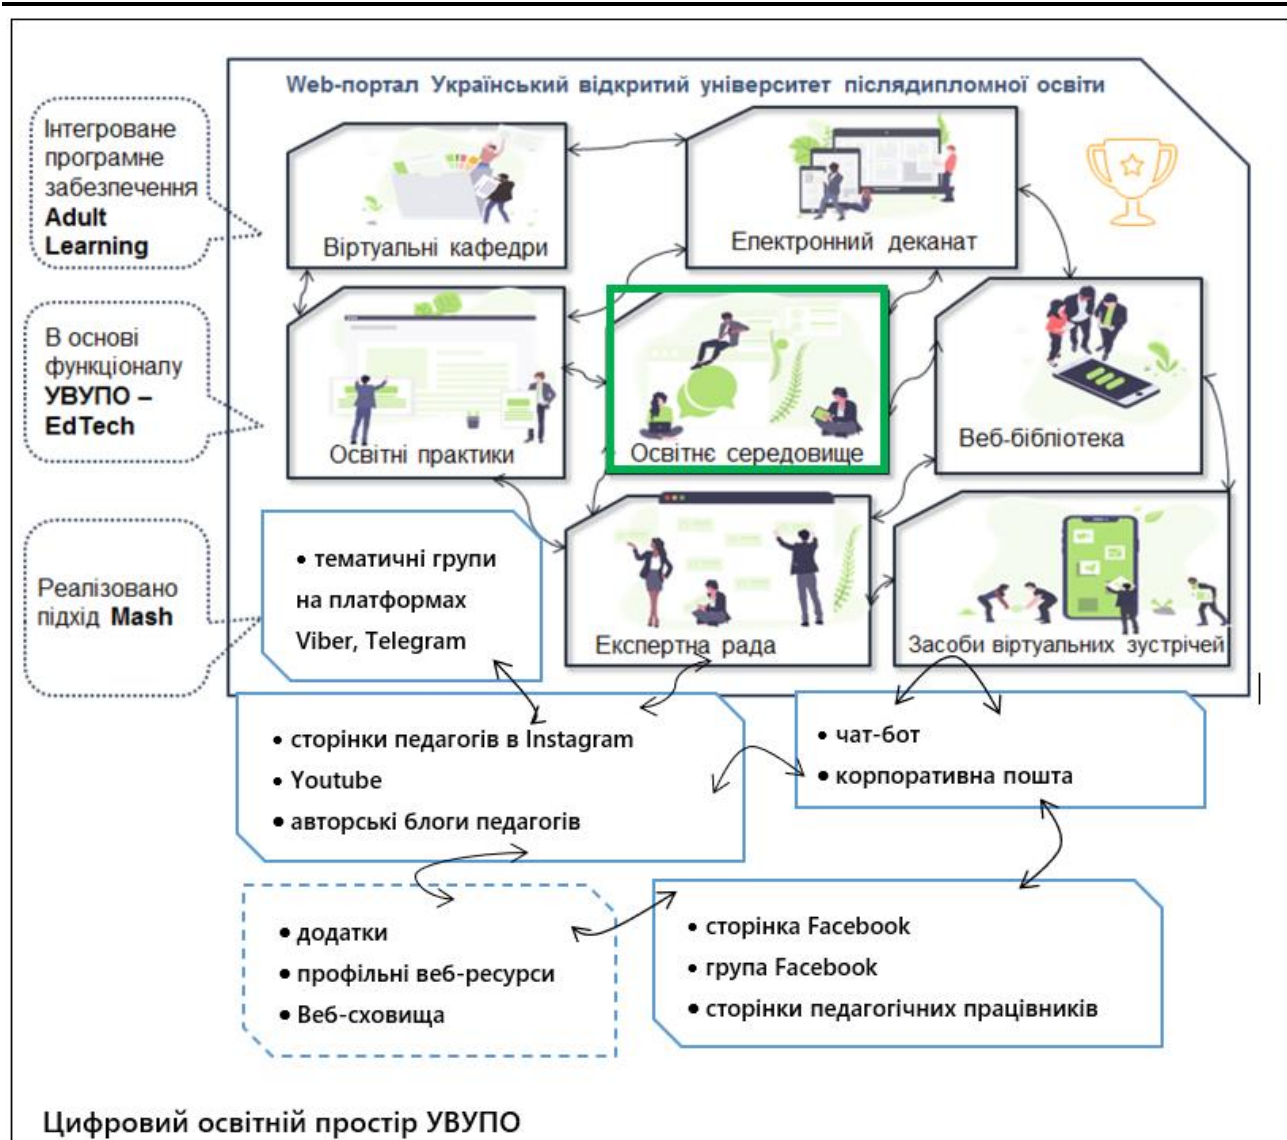 Web-портал Український відкритий університет післядипломної освіти
Інтегроване
програмне
забезпечення
Adult
Learning
Віртуальні кафедри
Електронний деканат
В основі
функціоналу
УВУПО –
EdTech
Освітні практики
Освітнє середовище
Веб-бібліотека
Реалізовано
підхід Mash
• тематичні групи
на платформах
Viber, Telegram
Експертна рада
Засоби віртуальних зустрічей
• сторінки педагогів в Instagram
• Youtube
• авторські блоги педагогів
• чат-бот
• корпоративна пошта
• додатки
• профільні веб-ресурси
• Веб-сховища
• сторінка Facebook
• група Facebook
• сторінки педагогічних працівників
Цифровий освітній простір УВУПО